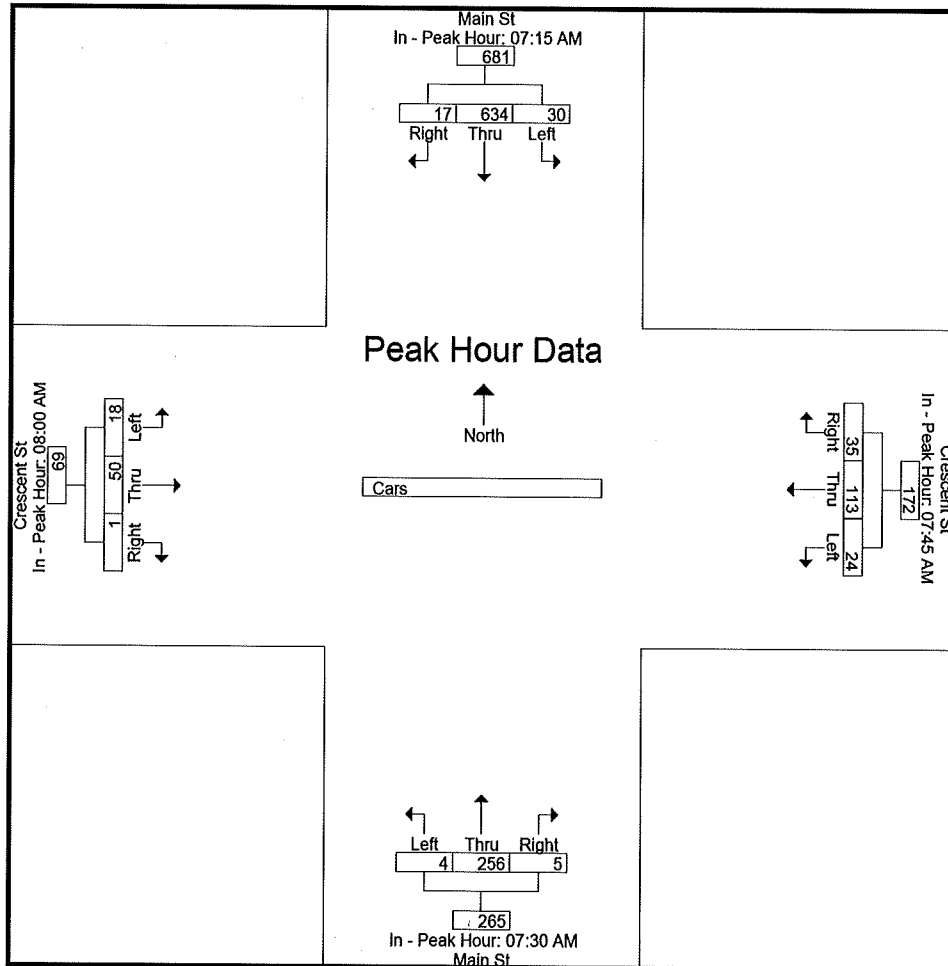 Main St
In - Peak Hour: 07:15 AM
681
17 634 30
Right Thru Left
Peak Hour Data
North
Cars
Crescent St
In - Peak Hour: 08:00 AM
69
18 50 1
Left Thru Right
Right Thru Left
35 113 24
172
In - Peak Hour: 07:45 AM
Crescent St
Left Thru Right
4 256 5
265
In - Peak Hour: 07:30 AM
Main St